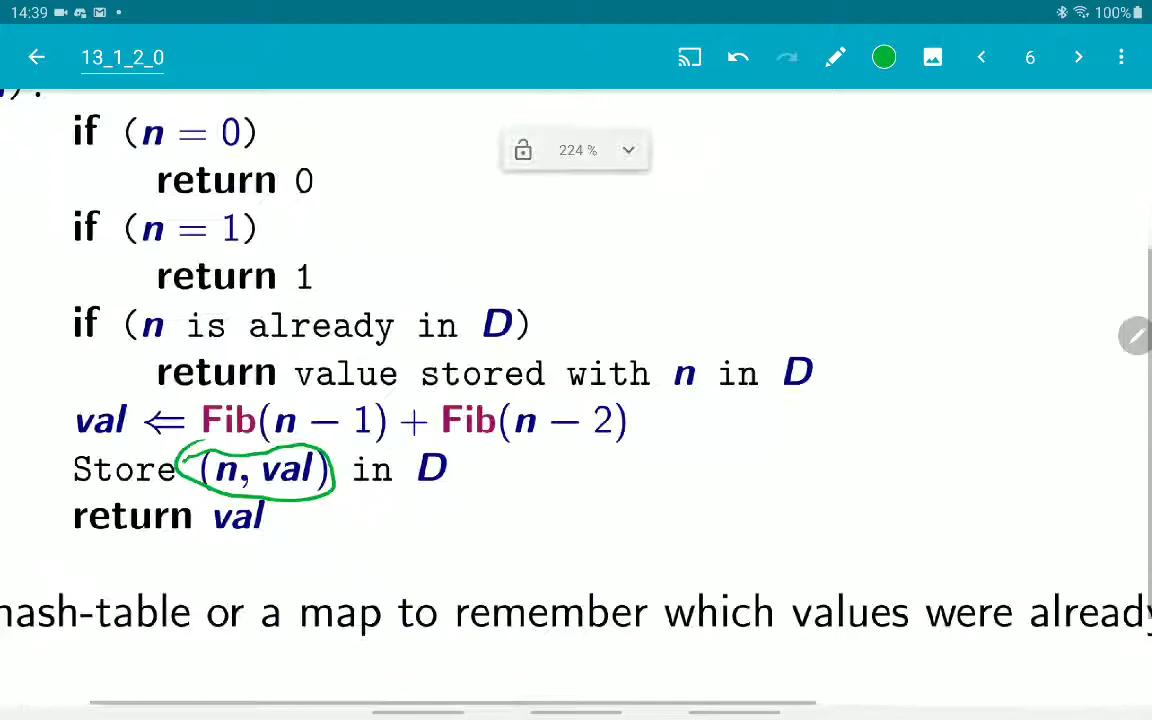 14:39
100%
13_1_2_0
6
224 %
if (n = 0)
return 0
if (n = 1)
return 1
if (n is already in D)
return value stored with n in D
val ⇐ Fib(n − 1) + Fib(n − 2)
Store (n, val) in D
return val
hash-table or a map to remember which values were already